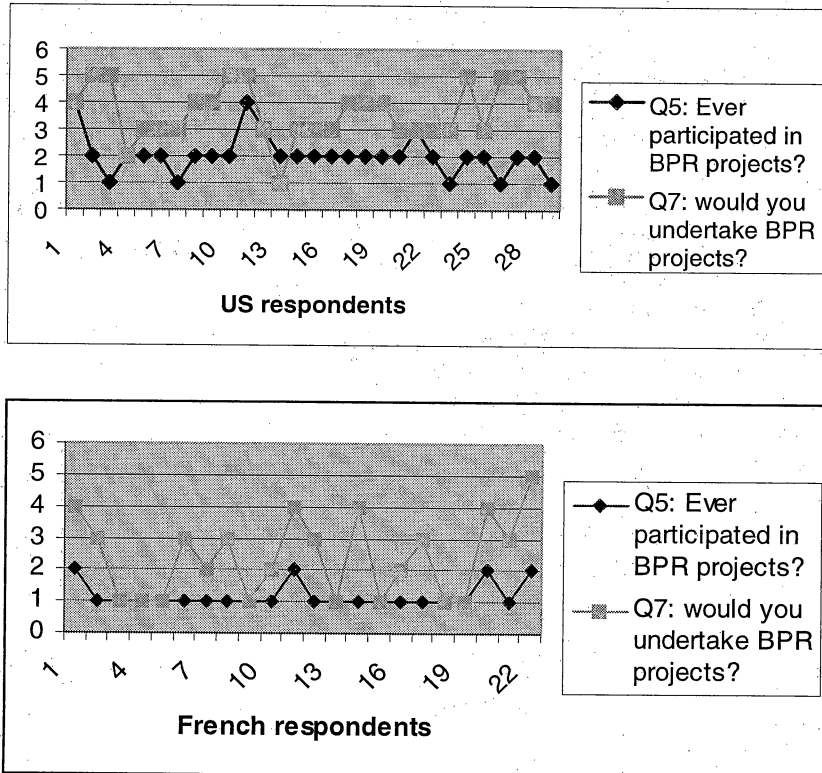 6
5
4
3
2
1
0
1
4
7
10
13
16
19
22
25
28
US respondents
Q5: Ever
participated in
BPR projects?
Q7: would you
undertake BPR
projects?
6
5
4
3
2
1
0
1
4
7
10
13
16
19
22
French respondents
Q5: Ever
participated in
BPR projects?
Q7: would you
undertake BPR
projects?